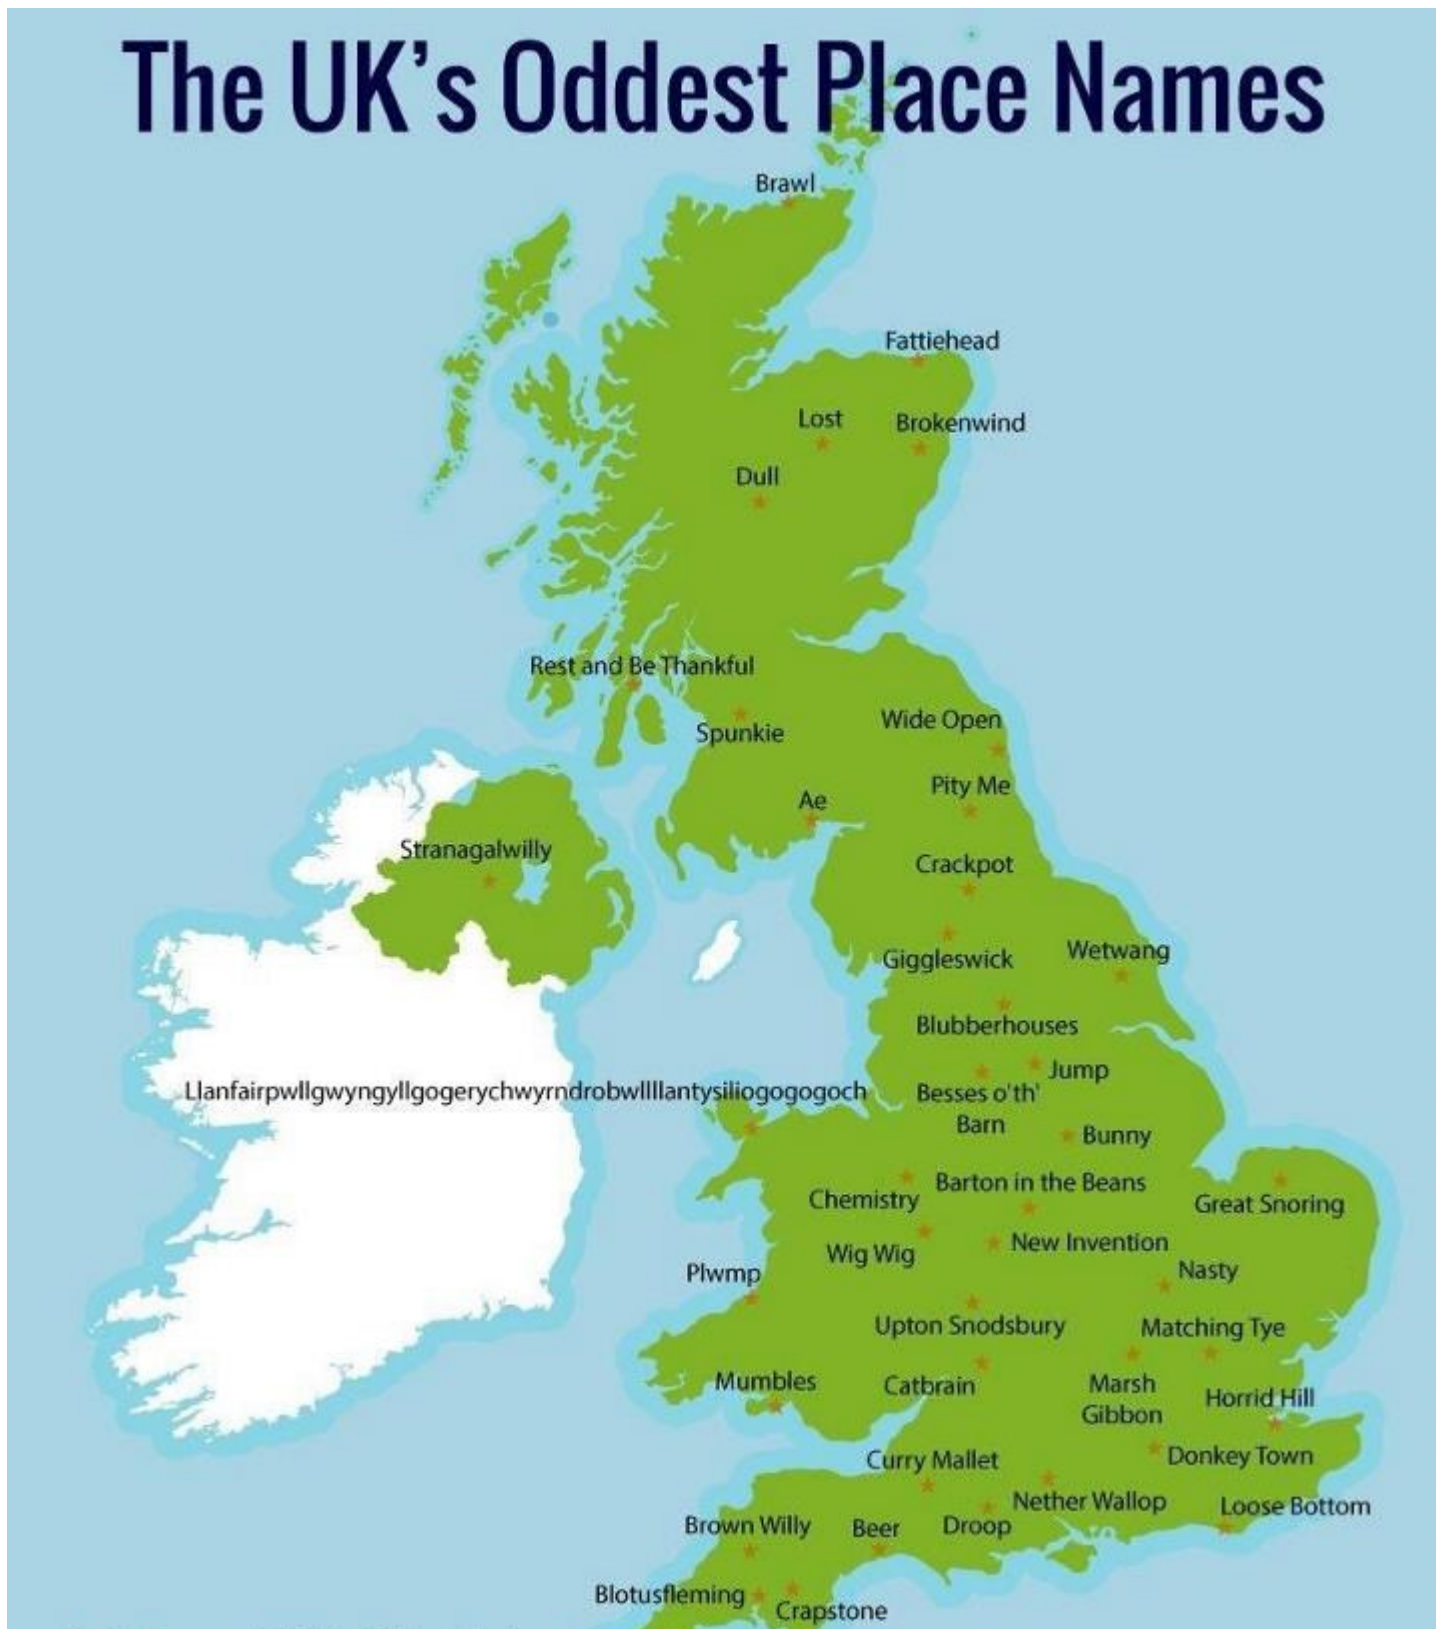 The UK's Oddest Place Names
Brawl
Fattiehead
Lost
Brokenwind
Dull
Rest and Be Thankful
Spunkie
Wide Open
Pity Me
Ae
Stranagalwilly
Crackpot
Giggleswick
Wetwang
Blubberhouses
Jump
Llanfairpwllgwyngyllgogerychwyrndrobwllllantysiliogogogoch
Besses o'th'
Barn
Bunny
Barton in the Beans
Chemistry
Great Snoring
New Invention
Wig Wig
Plwmp
Nasty
Upton Snodsbury
Matching Tye
Mumbles
Catbrain
Marsh
Gibbon
Horrid Hill
Curry Mallet
Donkey Town
Nether Wallop
Loose Bottom
Brown Willy
Beer
Droop
Blotusfleming
Crapstone